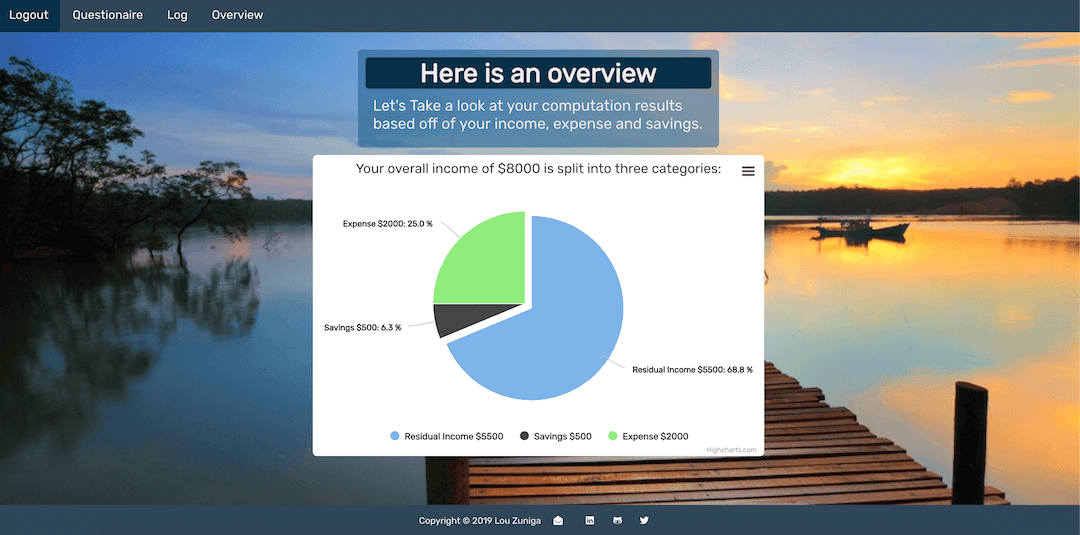 Logout Questionaire Log Overview
Here is an overview
Let's Take a look at your computation results
based off of your income, expense and savings.
Your overall income of $8000 is split into three categories:
Expense $2000: 25.0 %
Savings $500: 6.3 %
Residual Income $5500: 68.8 %
Residual Income $5500 Savings $500 Expense $2000
Highcharts.com
Copyright © 2019 Lou Zuniga